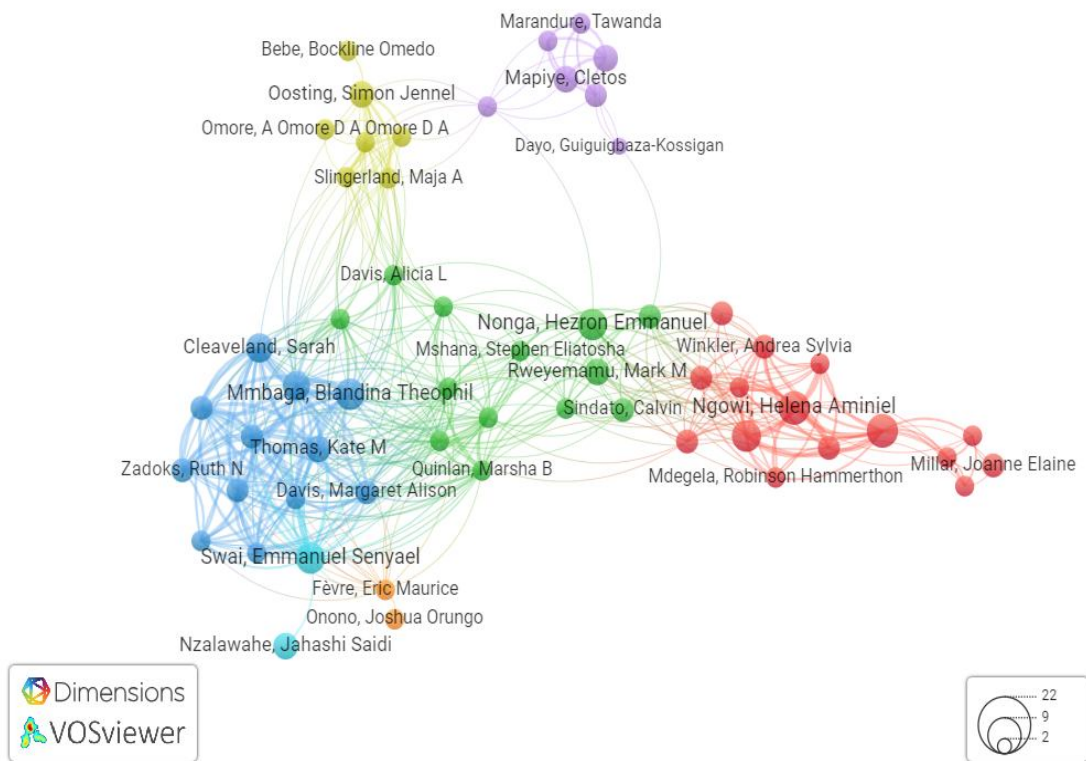 Marandure, Tawanda
Bebe, Bockline Omedo
Mapiye, Cletos
Oosting, Simon Jennel
Omore, A Omore D A Omore D A
Dayo, Guiguigbaza-Kossigan
Slingerland, Maja A
Davis, Alicia L
Nonga, Hezron Emmanuel
Cleaveland, Sarah
Mshana, Stephen Eliatosha
Winkler, Andrea Sylvia
Rweyemamu, Mark M
Mmbaga, Blandina Theophil
Sindato, Calvin
Ngowi, Helena Aminiel
Thomas, Kate M
Zadoks, Ruth N
Quinlan, Marsha B
Millar, Joanne Elaine
Mdegela, Robinson Hammerthon
Davis, Margaret Alison
Swai, Emmanuel Senyael
Fèvre, Eric Maurice
Onono, Joshua Orungo
Nzalawahe, Jahashi Saidi
Dimensions
VOSviewer
22
9
2